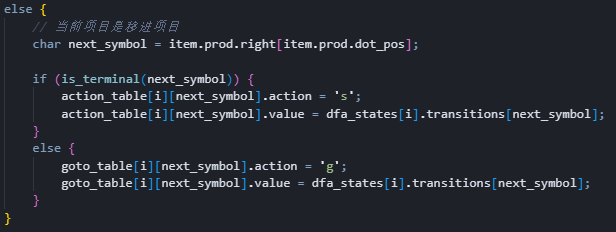 else {
// 当前项目是移进项目
char next_symbol = item.prod.right[item.prod.dot_pos];
if (is_terminal(next_symbol)) {
action_table[i][next_symbol].action = 's';
action_table[i][next_symbol].value = dfa_states[i].transitions[next_symbol];
}
else {
goto_table[i][next_symbol].action = 'g';
goto_table[i][next_symbol].value = dfa_states[i].transitions[next_symbol];
}
}